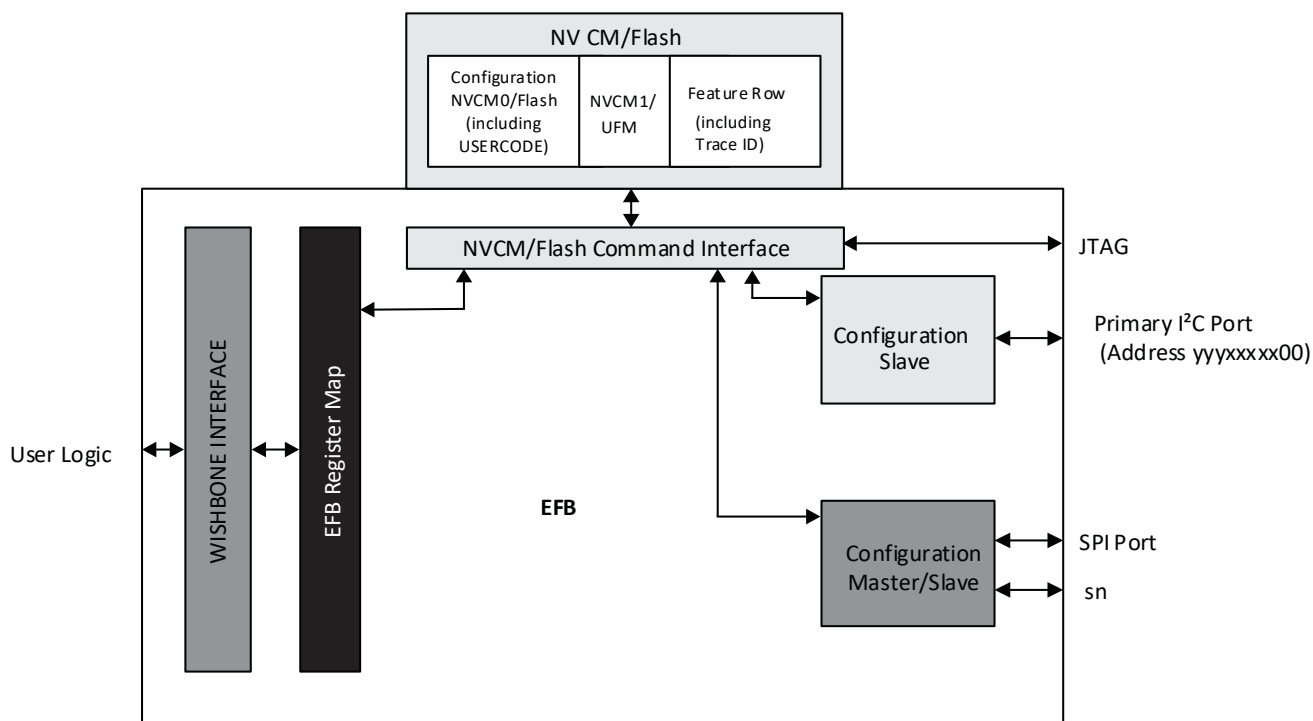 NV CM/Flash
Configuration
NVCM0/Flash
(including
USERCODE)
NVCM1/
UFM
Feature Row
(including
Trace ID)
NVCM/Flash Command Interface
JTAG
Configuration
Slave
Primary I²C Port
(Address yyyxxxxx00)
User Logic
WISHBONE INTERFACE
EFB Register Map
EFB
Configuration
Master/Slave
SPI Port
sn